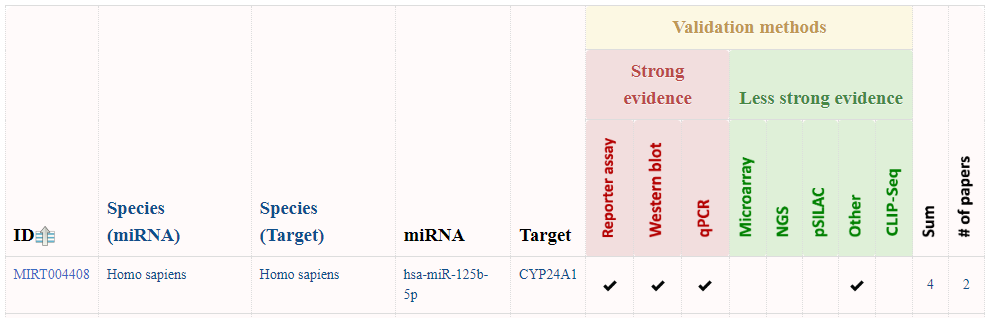 Validation methods
Strong
evidence
Less strong evidence
ID
Species
(miRNA)
Species
(Target)
miRNA
Target
Reporter assay
Western blot
qPCR
Microarray
NGS
pSILAC
Other
CLIP-Seq
Sum
# of papers
MIRT004408
Homo sapiens
Homo sapiens
hsa-miR-125b-
5p
CYP24A1
✔ ✔ ✔ ✔
4
2